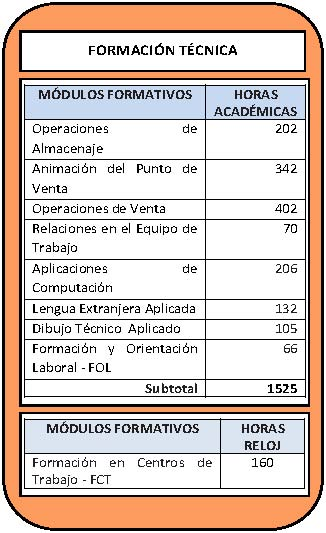 FORMACIÓN TÉCNICA
MÓDULOS FORMATIVOS HORAS
ACADÉMICAS
Operaciones de 202
Almacenaje
Animación del Punto de 342
Venta
Operaciones de Venta 402
Relaciones en el Equipo de 70
Trabajo
Aplicaciones de 206
Computación
Lengua Extranjera Aplicada 132
Dibujo Técnico Aplicado 105
Formación y Orientación 66
Laboral - FOL
Subtotal 1525
MÓDULOS FORMATIVOS HORAS
RELOJ
Formación en Centros de 160
Trabajo - FCT